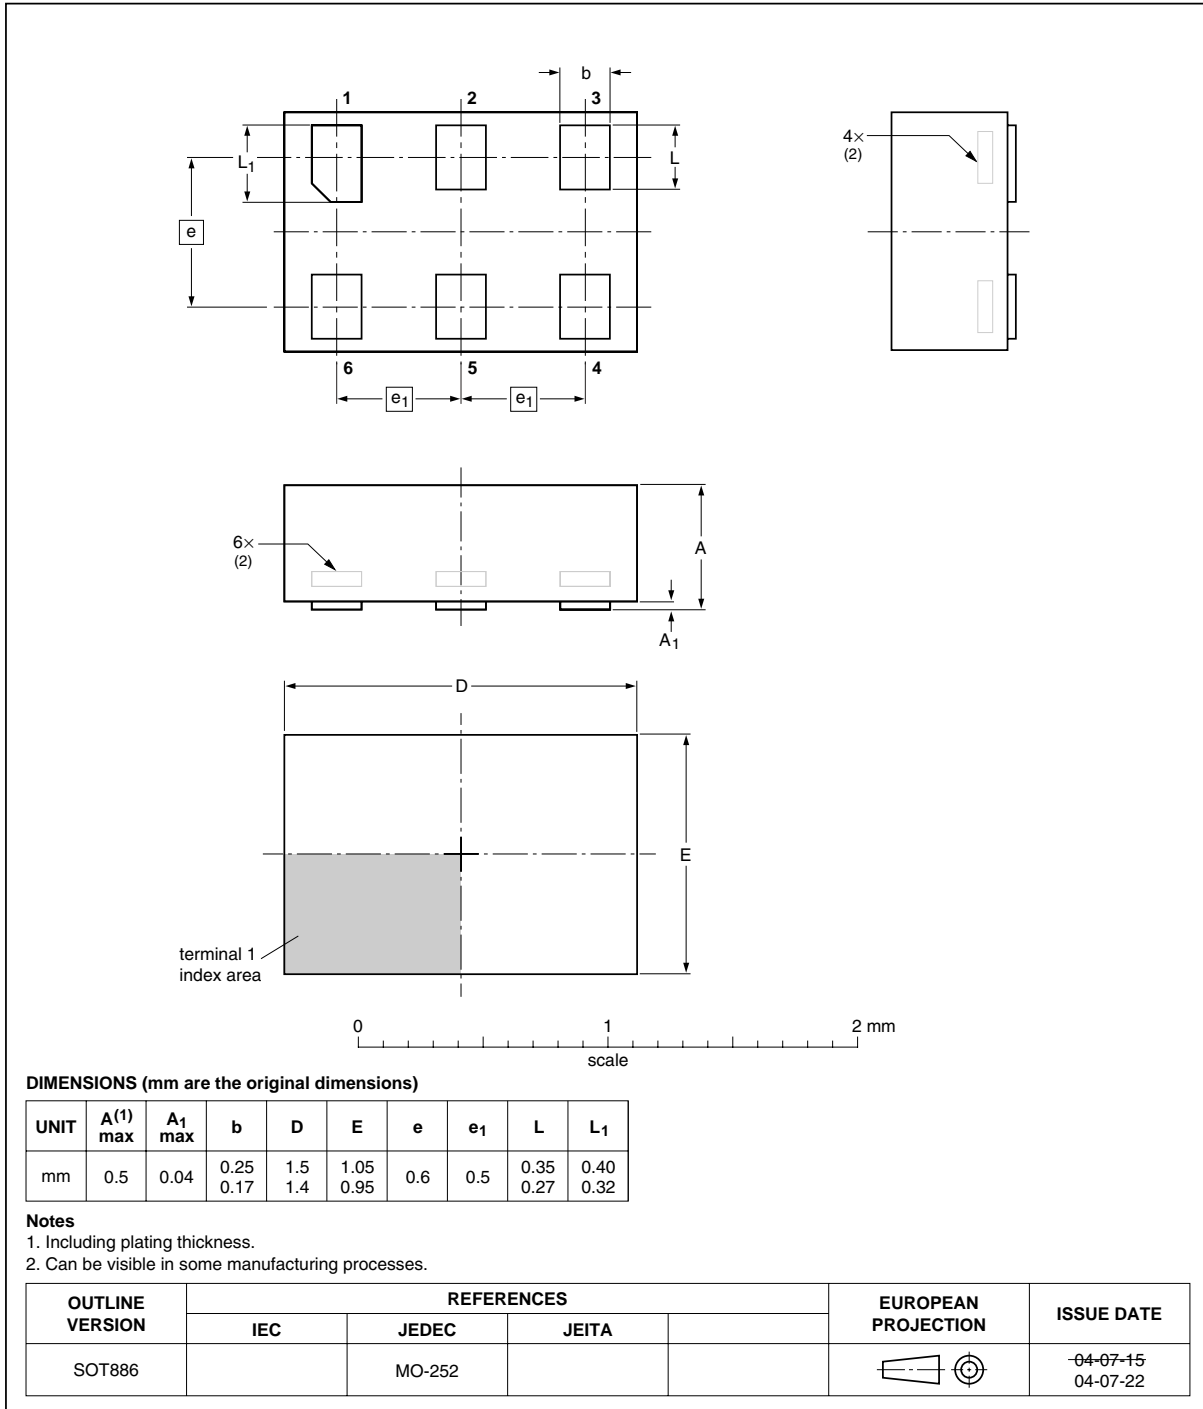 b
1 2 3
L1 L
4×
(2)
e
6 5 4
e1 e1
6×
(2)
A
A1
D
E
terminal 1
index area
0 1 2 mm
scale
DIMENSIONS (mm are the original dimensions)
UNIT A(1) max A1 max b D E e e1 L L1
mm 0.5 0.04 0.25 0.17 1.5 1.4 1.05 0.95 0.6 0.5 0.35 0.27 0.40 0.32
Notes
1. Including plating thickness.
2. Can be visible in some manufacturing processes.
OUTLINE VERSION REFERENCES EUROPEAN PROJECTION ISSUE DATE
IEC JEDEC JEITA
SOT886 MO-252 04-07-15
04-07-22